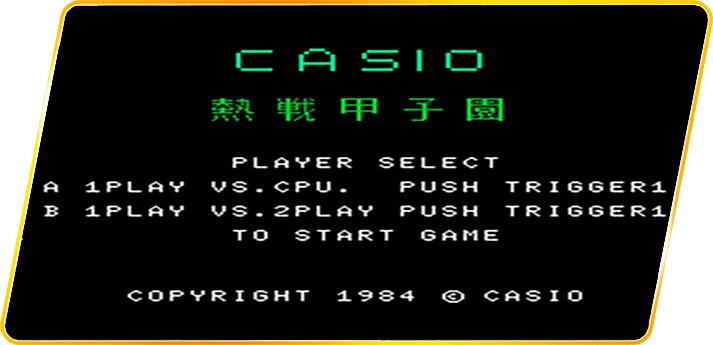 CASIO
熱戦甲子園
PLAYER SELECT
A 1PLAY VS.CPU. PUSH TRIGGER1
B 1PLAY VS.2PLAY PUSH TRIGGER1
TO START GAME
COPYRIGHT 1984 © CASIO